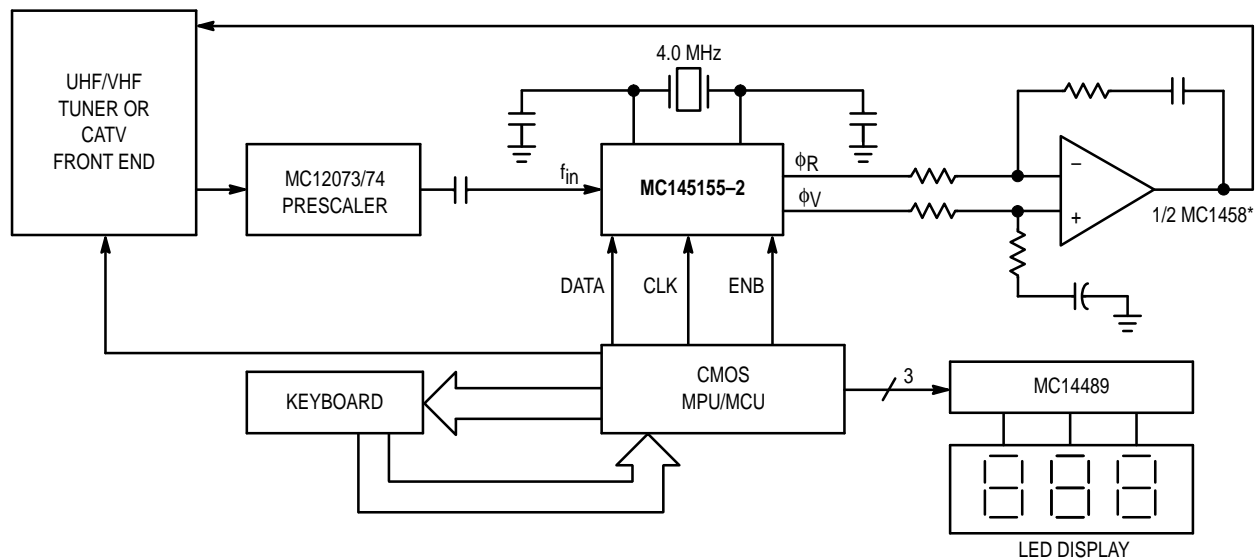 4.0 MHz
UHF/VHF
TUNER OR
CATV
FRONT END
MC12073/74
PRESCALER
fin
MC145155–2
ϕR
ϕV
–
+
1/2 MC1458*
DATA
CLK
ENB
CMOS
MPU/MCU
3
MC14489
KEYBOARD
LED DISPLAY